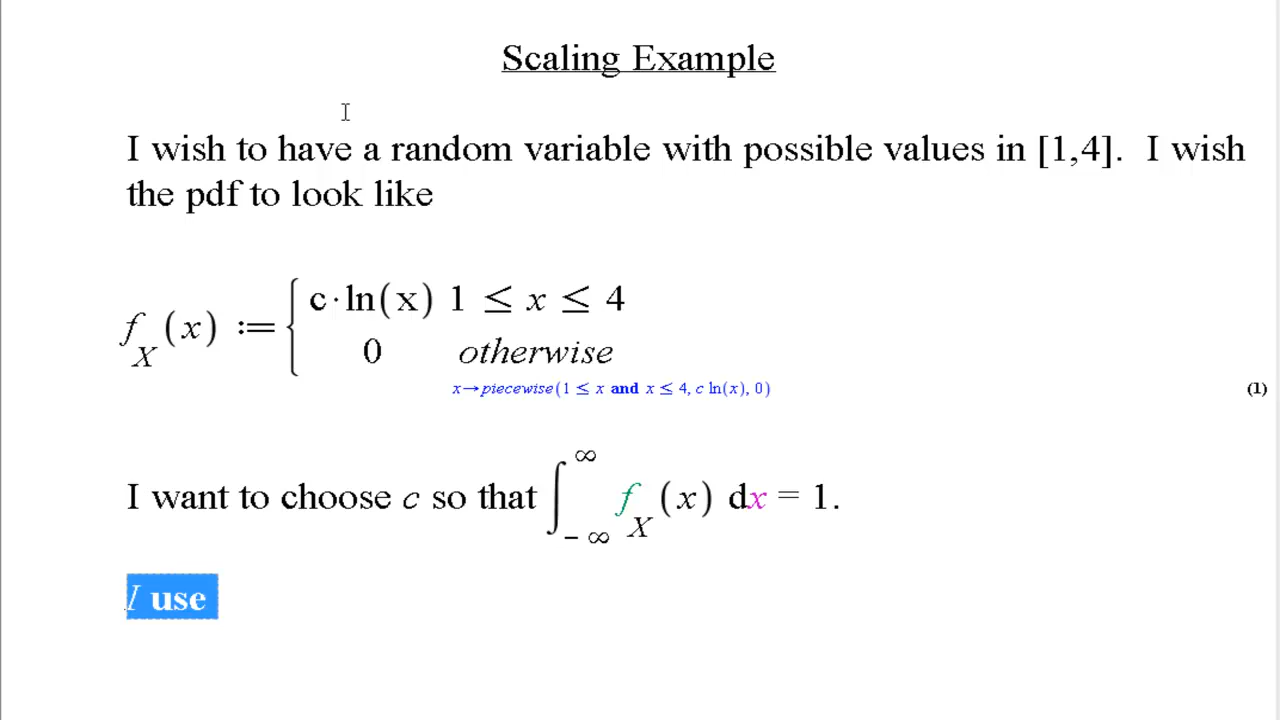 Scaling Example
I wish to have a random variable with possible values in [1,4].  I wish
the pdf to look like
f_X(x) := { c·ln(x) 1 ≤ x ≤ 4
0 otherwise
x→piecewise(1 ≤ x and x ≤ 4, c ln(x), 0) (1)
I want to choose c so that ∫_{-∞}^{∞} f_X(x) dx = 1.
I use